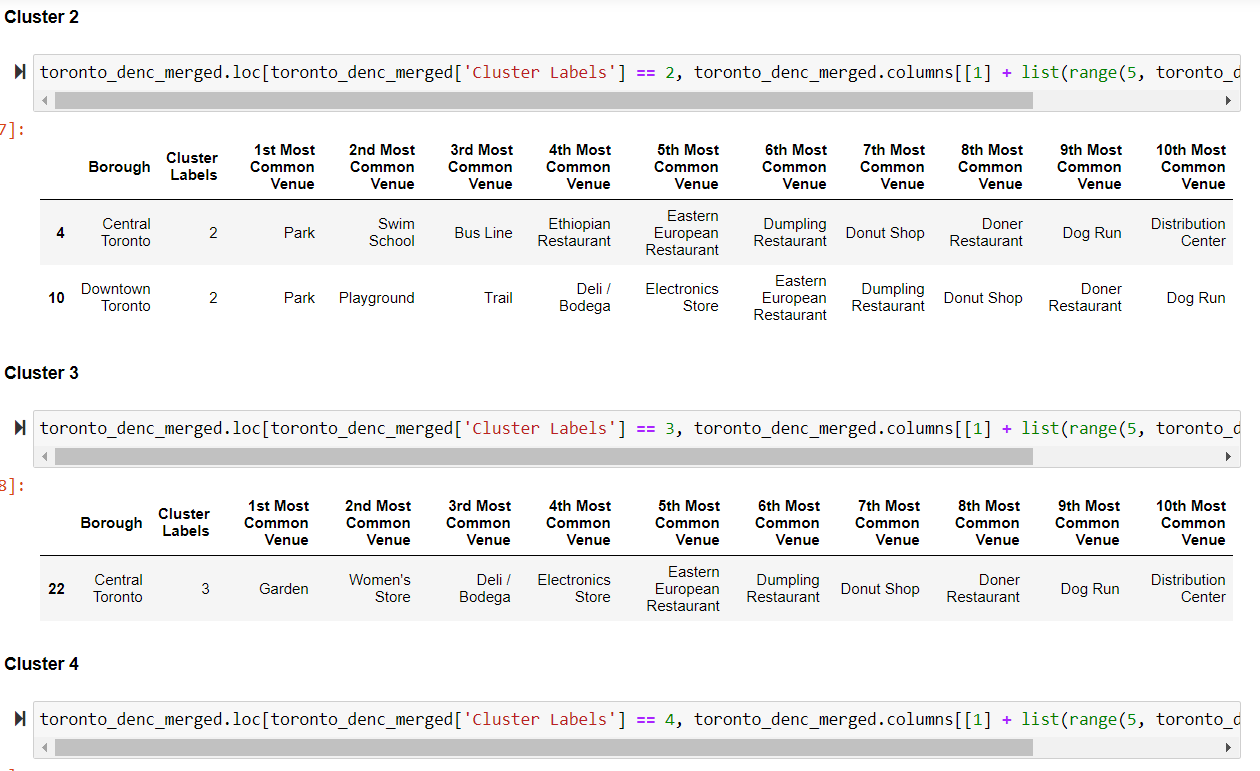 Cluster 2
toronto_denc_merged.loc[toronto_denc_merged['Cluster Labels'] == 2, toronto_denc_merged.columns[[1] + list(range(5, toronto_d
7]:
Borough Cluster Labels 1st Most Common Venue 2nd Most Common Venue 3rd Most Common Venue 4th Most Common Venue 5th Most Common Venue 6th Most Common Venue 7th Most Common Venue 8th Most Common Venue 9th Most Common Venue 10th Most Common Venue
4 Central Toronto 2 Park Swim School Bus Line Ethiopian Restaurant Eastern European Restaurant Dumpling Restaurant Donut Shop Doner Restaurant Dog Run Distribution Center
10 Downtown Toronto 2 Park Playground Trail Deli / Bodega Electronics Store Eastern European Restaurant Dumpling Restaurant Donut Shop Doner Restaurant Dog Run
Cluster 3
toronto_denc_merged.loc[toronto_denc_merged['Cluster Labels'] == 3, toronto_denc_merged.columns[[1] + list(range(5, toronto_d
8]:
Borough Cluster Labels 1st Most Common Venue 2nd Most Common Venue 3rd Most Common Venue 4th Most Common Venue 5th Most Common Venue 6th Most Common Venue 7th Most Common Venue 8th Most Common Venue 9th Most Common Venue 10th Most Common Venue
22 Central Toronto 3 Garden Women's Store Deli / Bodega Electronics Store Eastern European Restaurant Dumpling Restaurant Donut Shop Doner Restaurant Dog Run Distribution Center
Cluster 4
toronto_denc_merged.loc[toronto_denc_merged['Cluster Labels'] == 4, toronto_denc_merged.columns[[1] + list(range(5, toronto_d